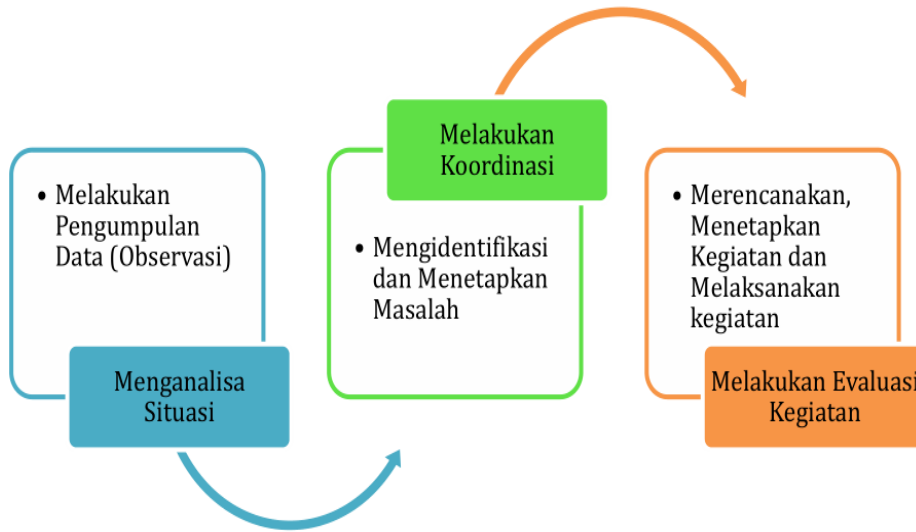 • Melakukan
Pengumpulan
Data (Observasi)
Menganalisa
Situasi
Melakukan
Koordinasi
• Mengidentifikasi
dan Menetapkan
Masalah
• Merencanakan,
Menetapkan
Kegiatan dan
Melaksanakan
kegiatan
Melakukan Evaluasi
Kegiatan